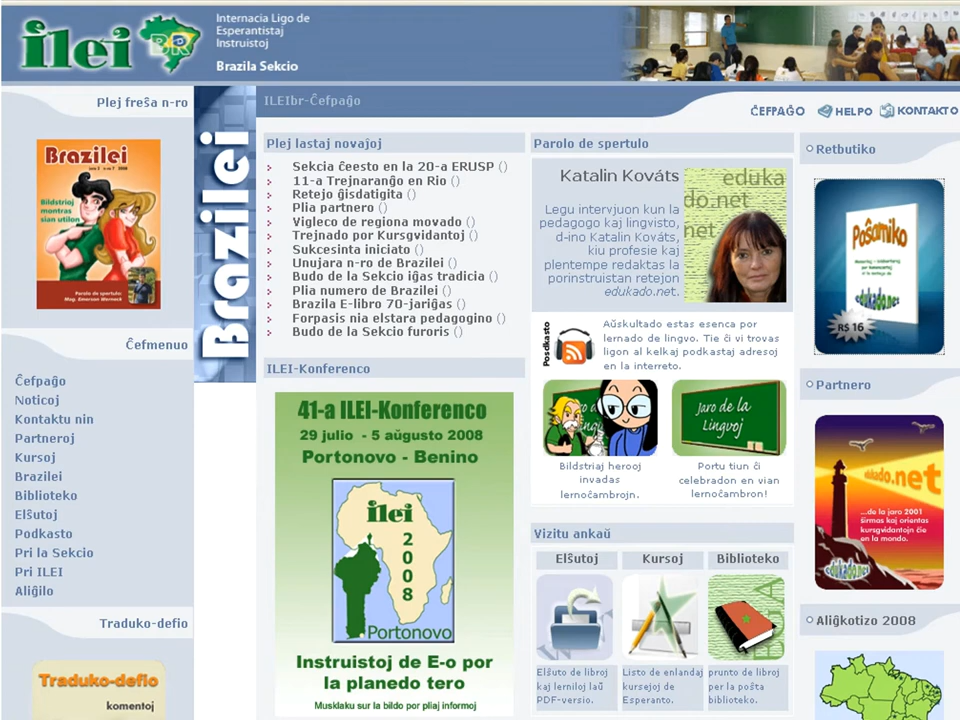 ilei
BR
Internacia Ligo de
Esperantistaj
Instruistoj
Brazila Sekcio
Plej freŝa n-ro
ILEIbr-Ĉefpaĝo
ĈEFPAĜO
HELPO
KONTAKTO
Brazilei
Brazilei
Bildstrioj
montras
sian utilon
Parolo de spertulo:
Mag. Emerson Werneck
Ĉefmenuo
Ĉefpaĝo
Noticoj
Kontaktu nin
Partneroj
Kursoj
Brazilei
Biblioteko
Elŝutoj
Podkasto
Pri la Sekcio
Pri ILEI
Aliĝilo
Traduko-defio
Traduko-defio
komentoj
Plej lastaj novaĵoj
Sekcia ĉeesto en la 20-a ERUSP ()
11-a Trejnaranĝo en Rio ()
Retejo ĝisdatigita ()
Plia partnero ()
Vigleco de regiona movado ()
Trejnado por Kursgvidantoj ()
Sukcesinta iniciato ()
Unujara n-ro de Brazilei ()
Budo de la Sekcio iĝas tradicia ()
Plia numero de Brazilei ()
Brazila E-libro 70-jariĝas ()
Forpasis nia elstara pedagogino ()
Budo de la Sekcio furoris ()
ILEI-Konferenco
41-a ILEI-Konferenco
29 julio - 5 aŭgusto 2008
Portonovo - Benino
ilei
2
0
0
8
Portonovo
Instruistoj de E-o por
la planedo tero
Musklaku sur la bildo por pliaj informoj
Parolo de spertulo
Katalin Kováts
Legu intervjuon kun la
pedagogo kaj lingvisto,
d-ino Katalin Kováts,
kiu profesie kaj
plentempe redaktas la
porinstruistan retejon
edukado.net.
eduka
do.net
net
Posdkasto
Aŭskultado estas esenca por
lernado de lingvo. Tie ĉi vi trovas
ligon al kelkaj podkastaj adresoj
en la interreto.
Jaro de la
Lingvoj
Bildstriaj herooj
invadas
lernoĉambrojn.
Portu tiun ĉi
celebradon en vian
lernoĉambron!
Vizitu ankaŭ
Elŝutoj
Kursoj
Biblioteko
Elŝuto de libroj
kaj lerniloj laŭ
PDF-versio.
Listo de enlandaj
kursejoj de
Esperanto.
prunto de libroj
per la poŝta
biblioteko.
Retbutiko
Poŝamiko
edukado.net
R$ 16
Partnero
edukado.net
...de la jaro 2001
ŝirmas kaj orientas
kursgvidantojn ĉie
en la mondo.
edukado.net
Aliĝkotizo 2008